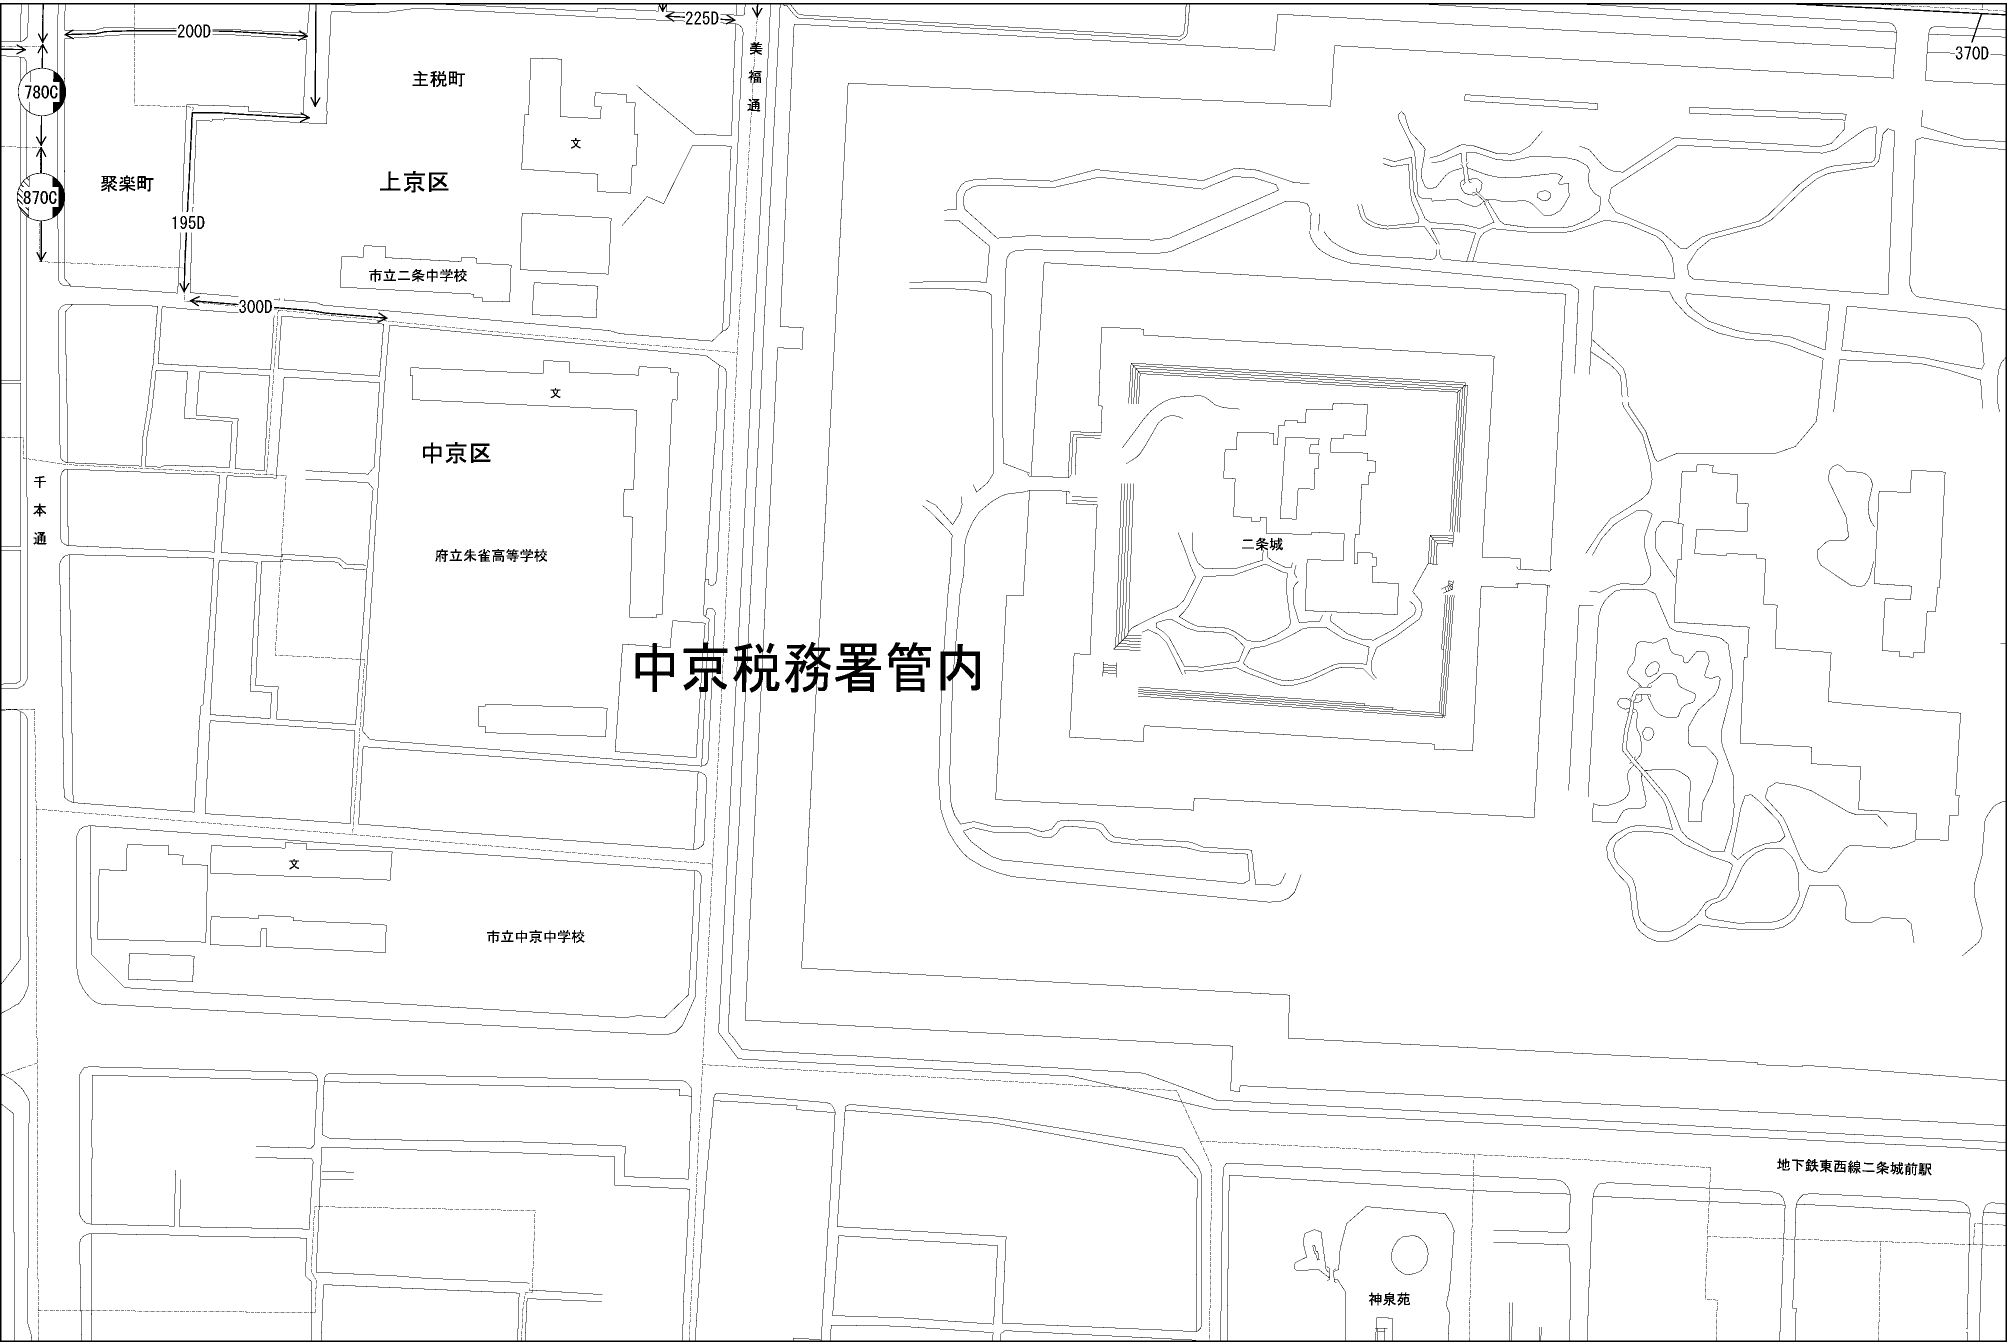 200D
225D
370D
美福通
主税町
780C
文
聚楽町
上京区
870C
195D
市立二条中学校
300D
文
中京区
千本通
府立朱雀高等学校
二条城
中京税務署管内
文
市立中京中学校
地下鉄東西線二条城前駅
神泉苑